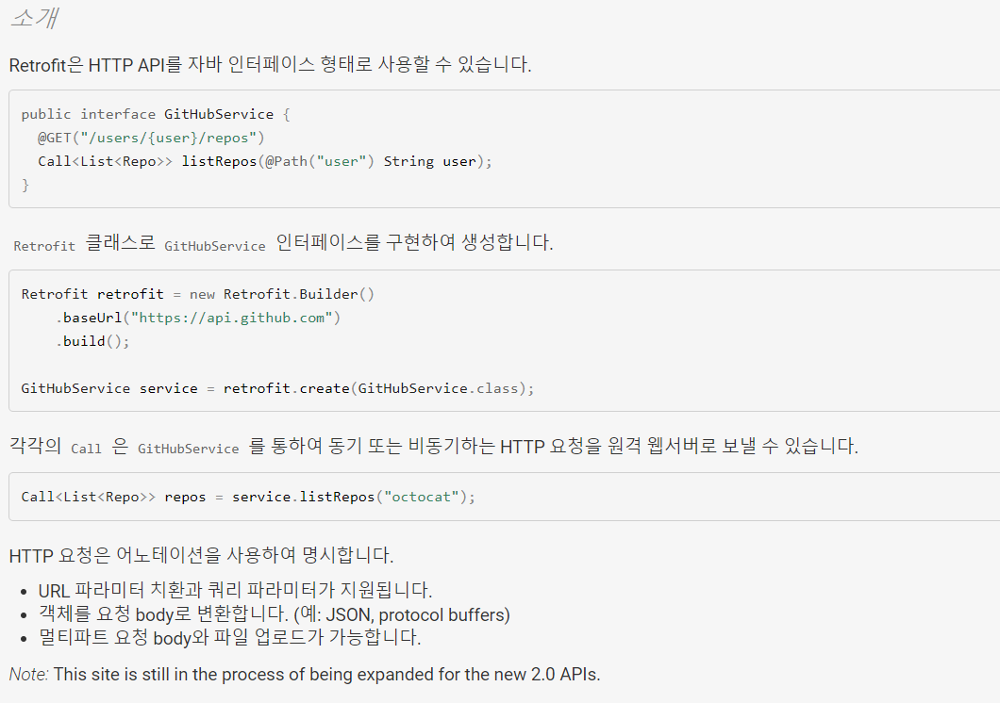 소개
Retrofit은 HTTP API를 자바 인터페이스 형태로 사용할 수 있습니다.
public interface GitHubService {
  @GET("/users/{user}/repos")
  Call<List<Repo>> listRepos(@Path("user") String user);
}
Retrofit 클래스로 GitHubService 인터페이스를 구현하여 생성합니다.
Retrofit retrofit = new Retrofit.Builder()
    .baseUrl("https://api.github.com")
    .build();
GitHubService service = retrofit.create(GitHubService.class);
각각의 Call 은 GitHubService 를 통하여 동기 또는 비동기하는 HTTP 요청을 원격 웹서버로 보낼 수 있습니다.
Call<List<Repo>> repos = service.listRepos("octocat");
HTTP 요청은 어노테이션을 사용하여 명시합니다.
• URL 파라미터 치환과 쿼리 파라미터가 지원됩니다.
• 객체를 요청 body로 변환합니다. (예: JSON, protocol buffers)
• 멀티파트 요청 body와 파일 업로드가 가능합니다.
Note: This site is still in the process of being expanded for the new 2.0 APIs.